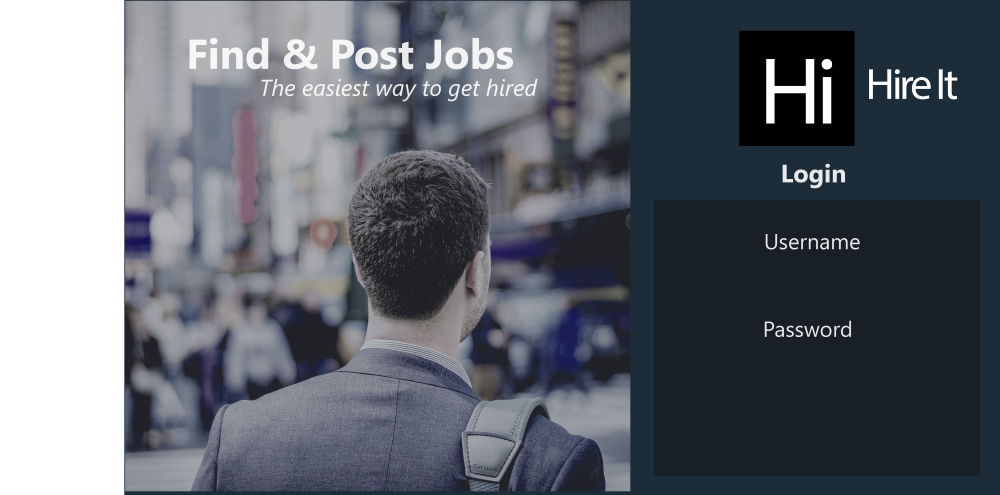 Find & Post Jobs
The easiest way to get hired
Hi
Hire It
Login
Username
Password